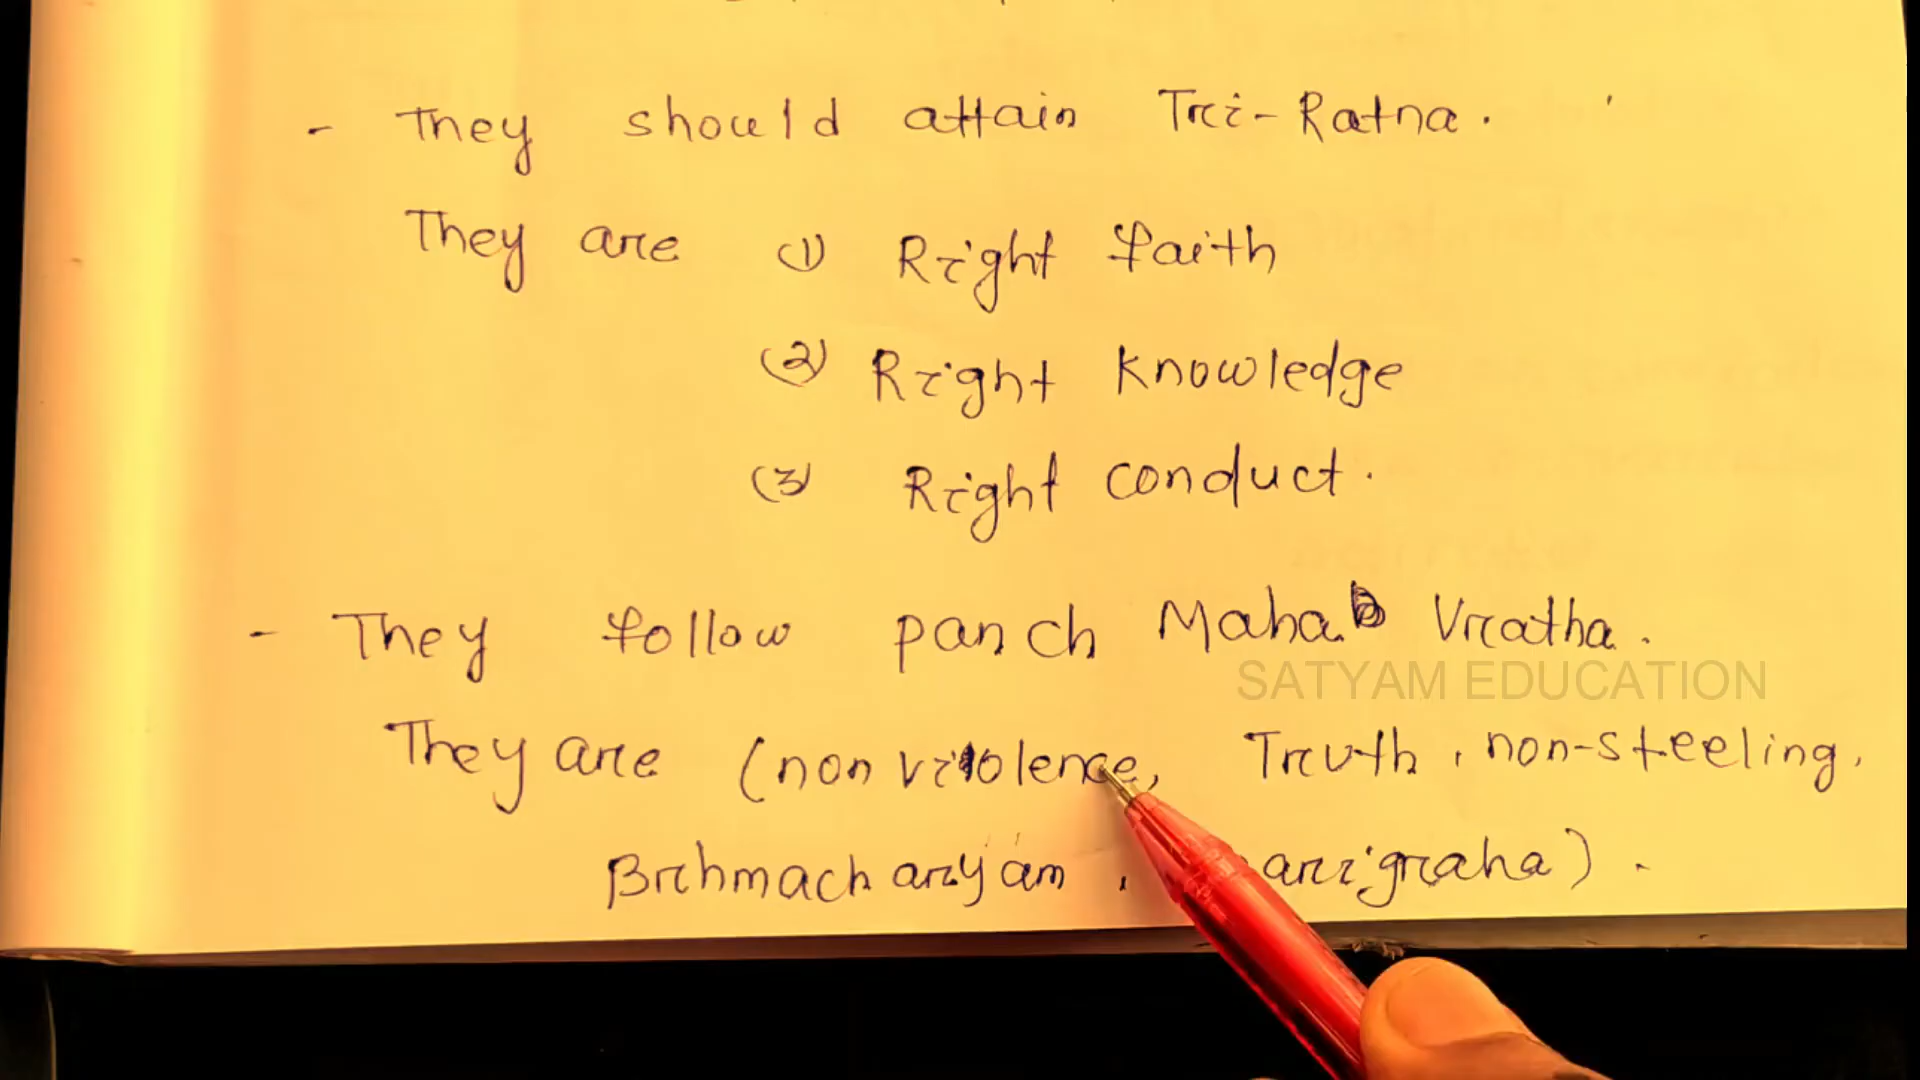 - They should attain Tri-Ratna.
They are (1) Right faith
(2) Right knowledge
(3) Right conduct.
- They follow panch Maha Vratha.
SATYAM EDUCATION
They are (non violence, Truth, non-steeling,
Brhmacharyam, arigraha).